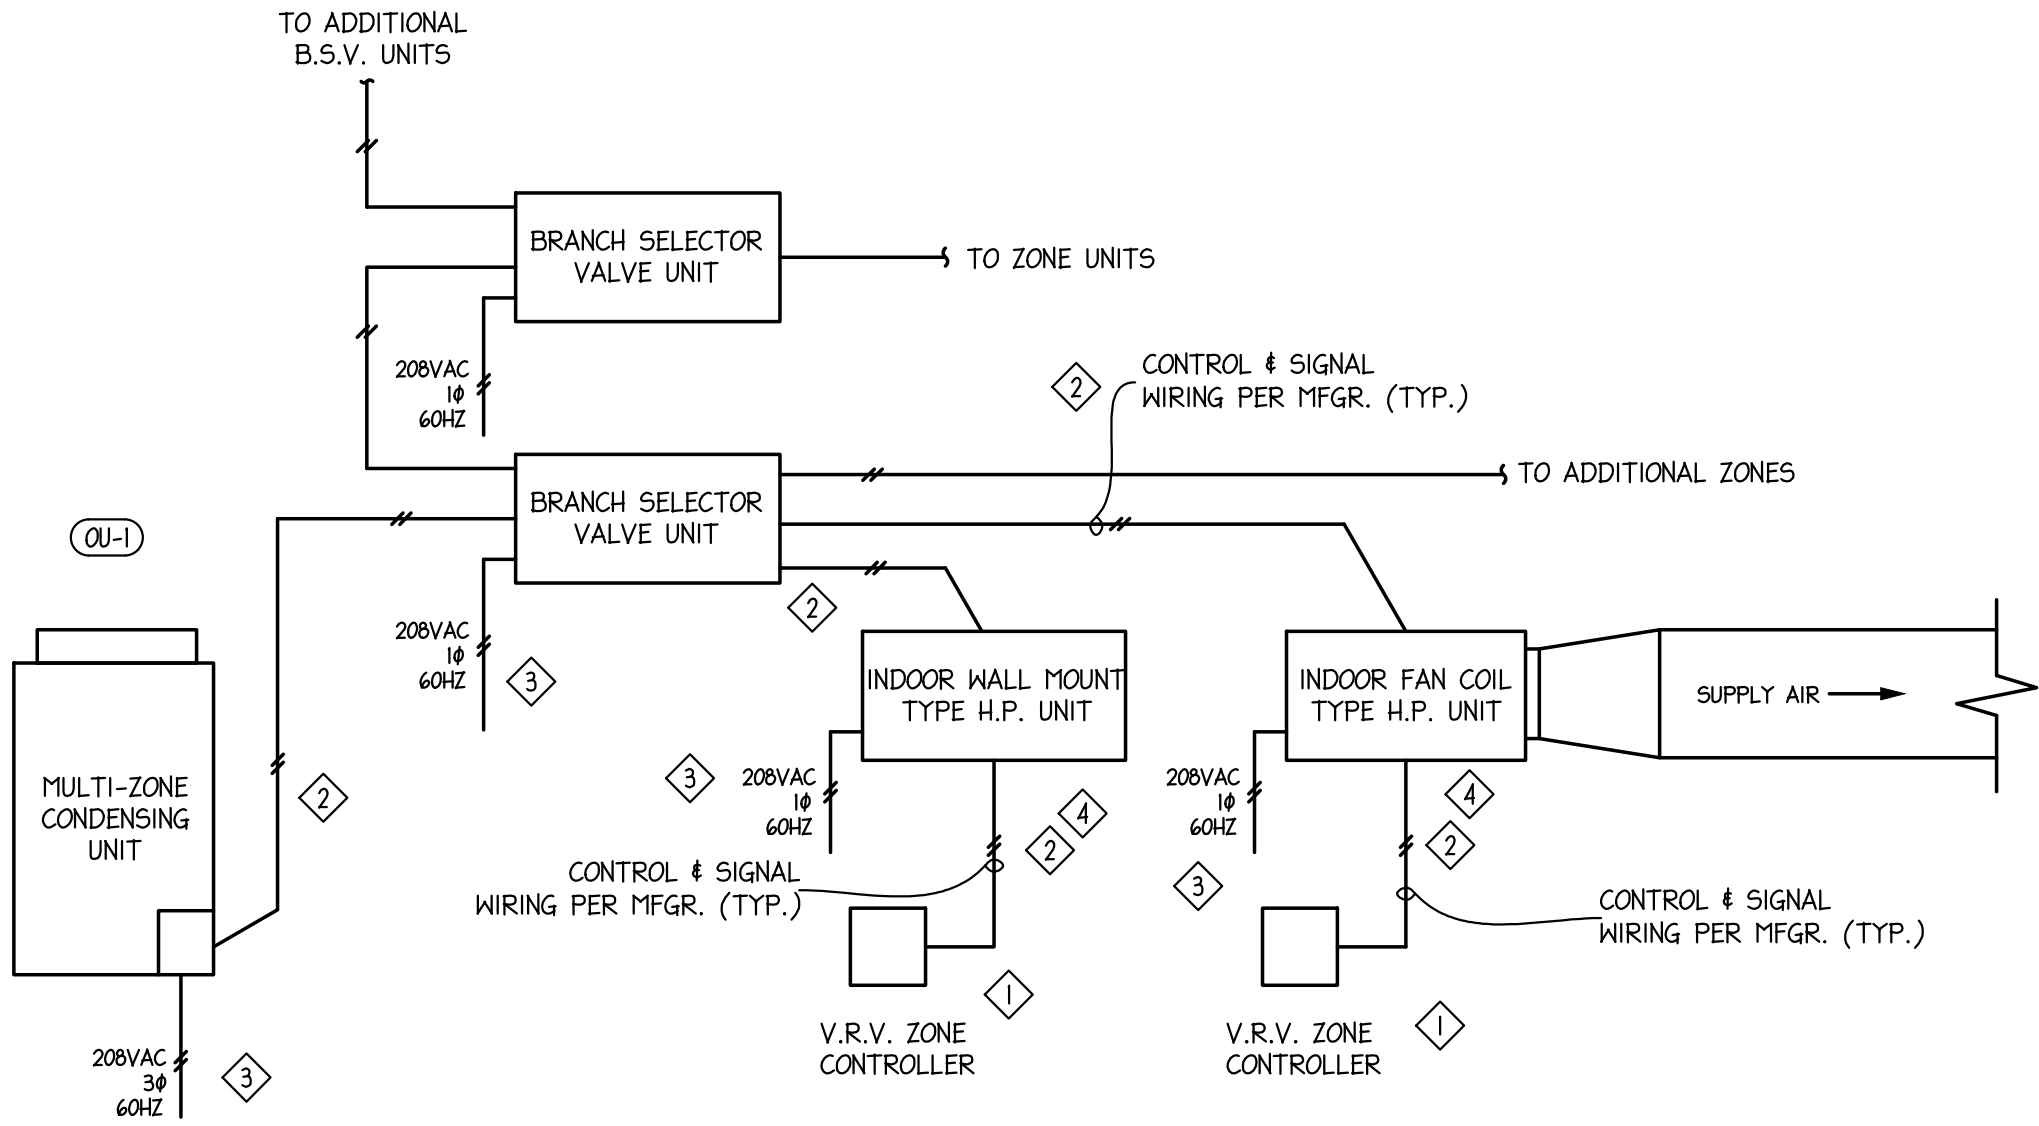 TO ADDITIONAL
B.S.V. UNITS
BRANCH SELECTOR
VALVE UNIT
TO ZONE UNITS
208VAC
1ϕ
60HZ
2
CONTROL & SIGNAL
WIRING PER MFGR. (TYP.)
TO ADDITIONAL ZONES
BRANCH SELECTOR
VALVE UNIT
OU-1
2
208VAC
1ϕ
60HZ
3
INDOOR WALL MOUNT
TYPE H.P. UNIT
INDOOR FAN COIL
TYPE H.P. UNIT
SUPPLY AIR
MULTI-ZONE
CONDENSING
UNIT
2
3
208VAC
1ϕ
60HZ
4
2
208VAC
1ϕ
60HZ
4
2
3
CONTROL & SIGNAL
WIRING PER MFGR. (TYP.)
CONTROL & SIGNAL
WIRING PER MFGR. (TYP.)
1
V.R.V. ZONE
CONTROLLER
1
V.R.V. ZONE
CONTROLLER
208VAC
3ϕ
60HZ
3